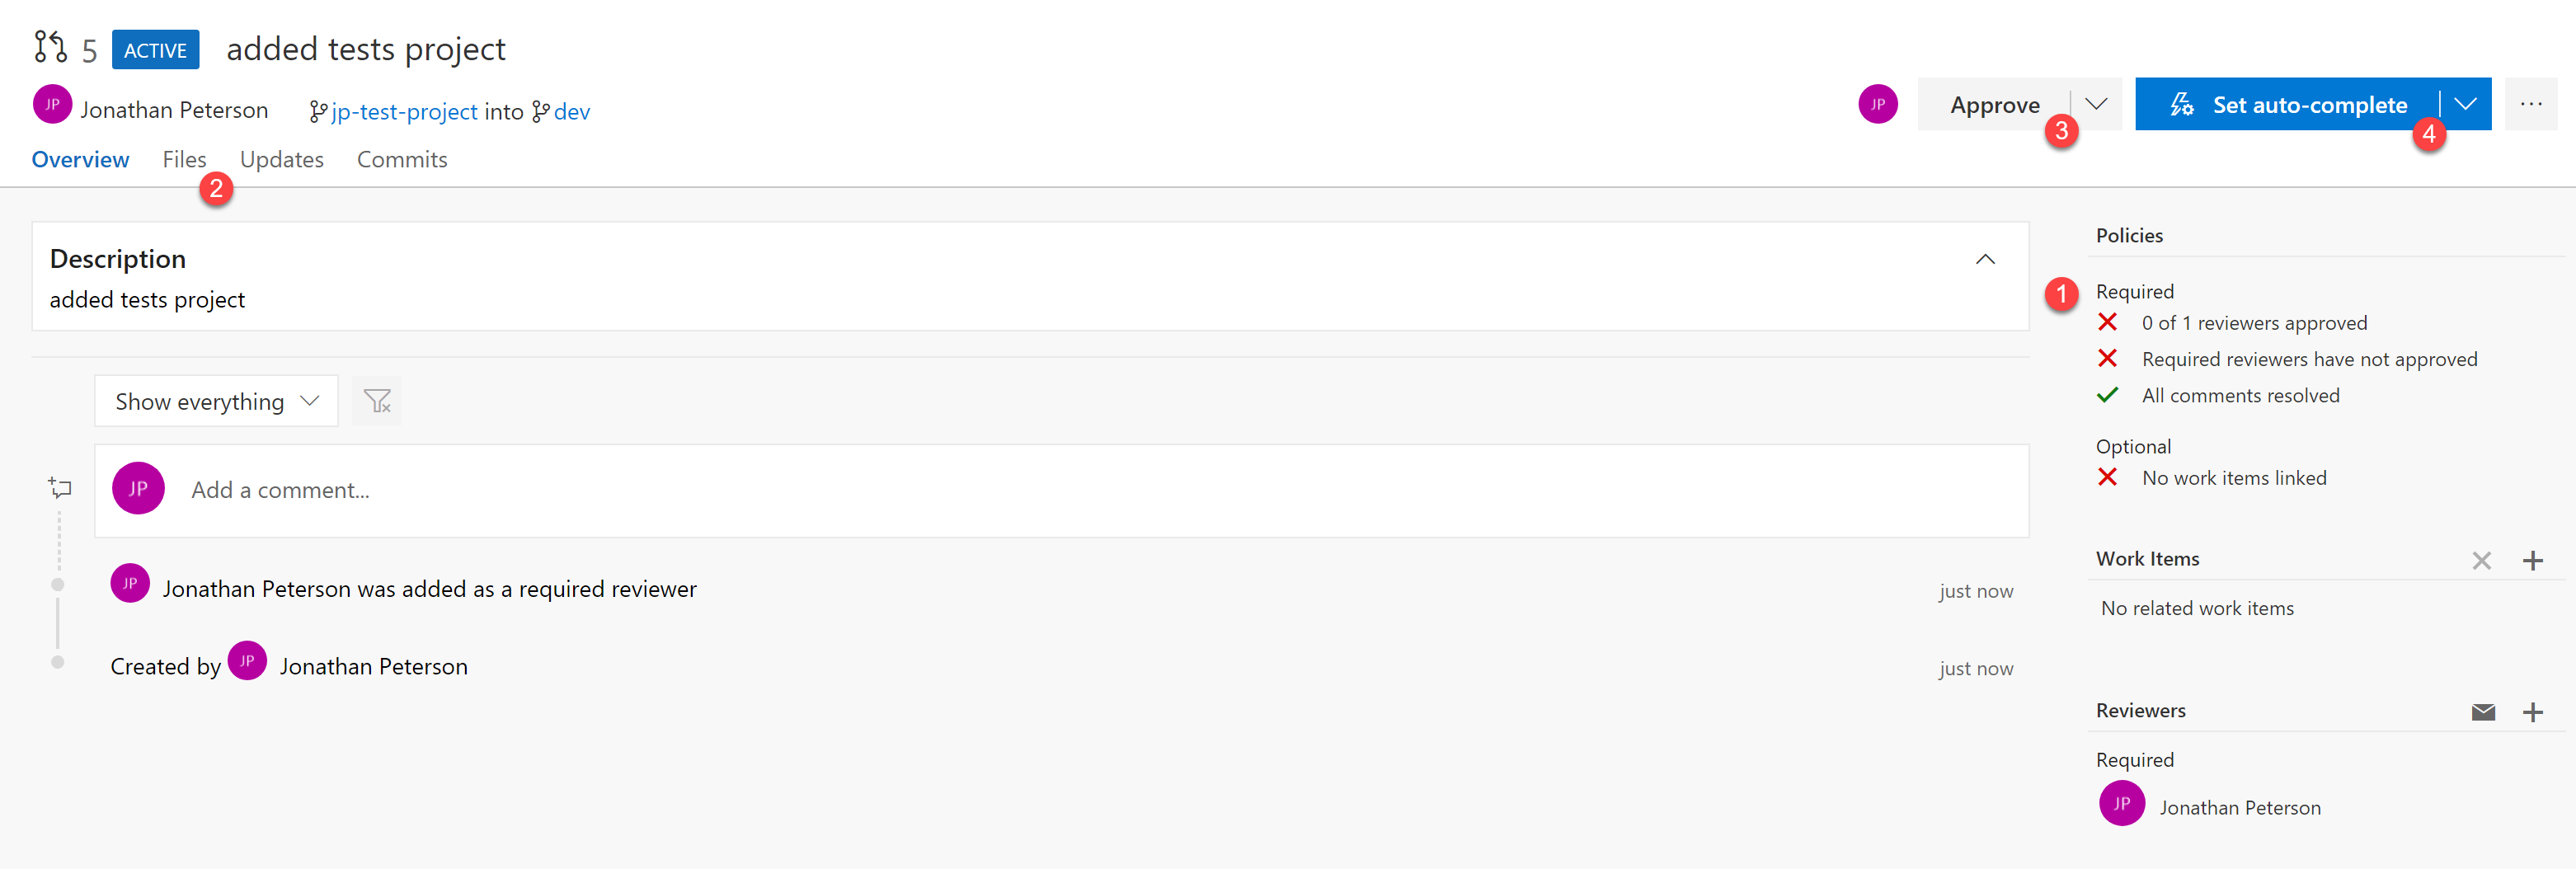 5 ACTIVE added tests project
JP Jonathan Peterson jp-test-project into dev
JP Approve Set auto-complete ...
3 4
Overview Files Updates Commits
2
Description
added tests project
Show everything
JP Add a comment...
JP Jonathan Peterson was added as a required reviewer just now
Created by JP Jonathan Peterson just now
Policies
1 Required
0 of 1 reviewers approved
Required reviewers have not approved
All comments resolved
Optional
No work items linked
Work Items
No related work items
Reviewers
Required
JP Jonathan Peterson